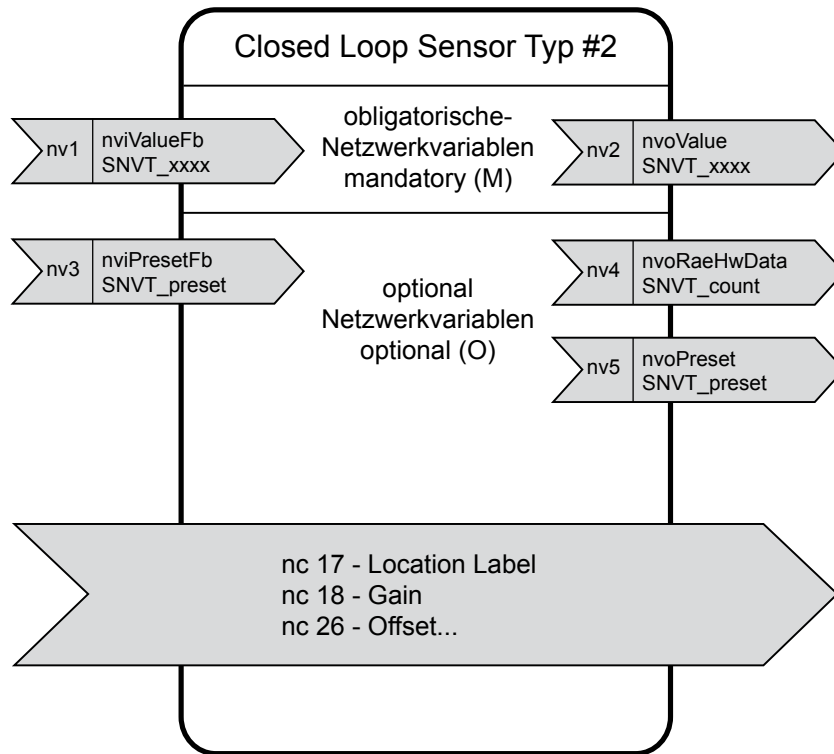 Closed Loop Sensor Typ #2
nv1
nviValueFb
SNVT_xxxx
obligatorische-
Netzwerkvariablen
mandatory (M)
nv2
nvoValue
SNVT_xxxx
nv3
nviPresetFb
SNVT_preset
optional
Netzwerkvariablen
optional (O)
nv4
nvoRaeHwData
SNVT_count
nv5
nvoPreset
SNVT_preset
nc 17 - Location Label
nc 18 - Gain
nc 26 - Offset...